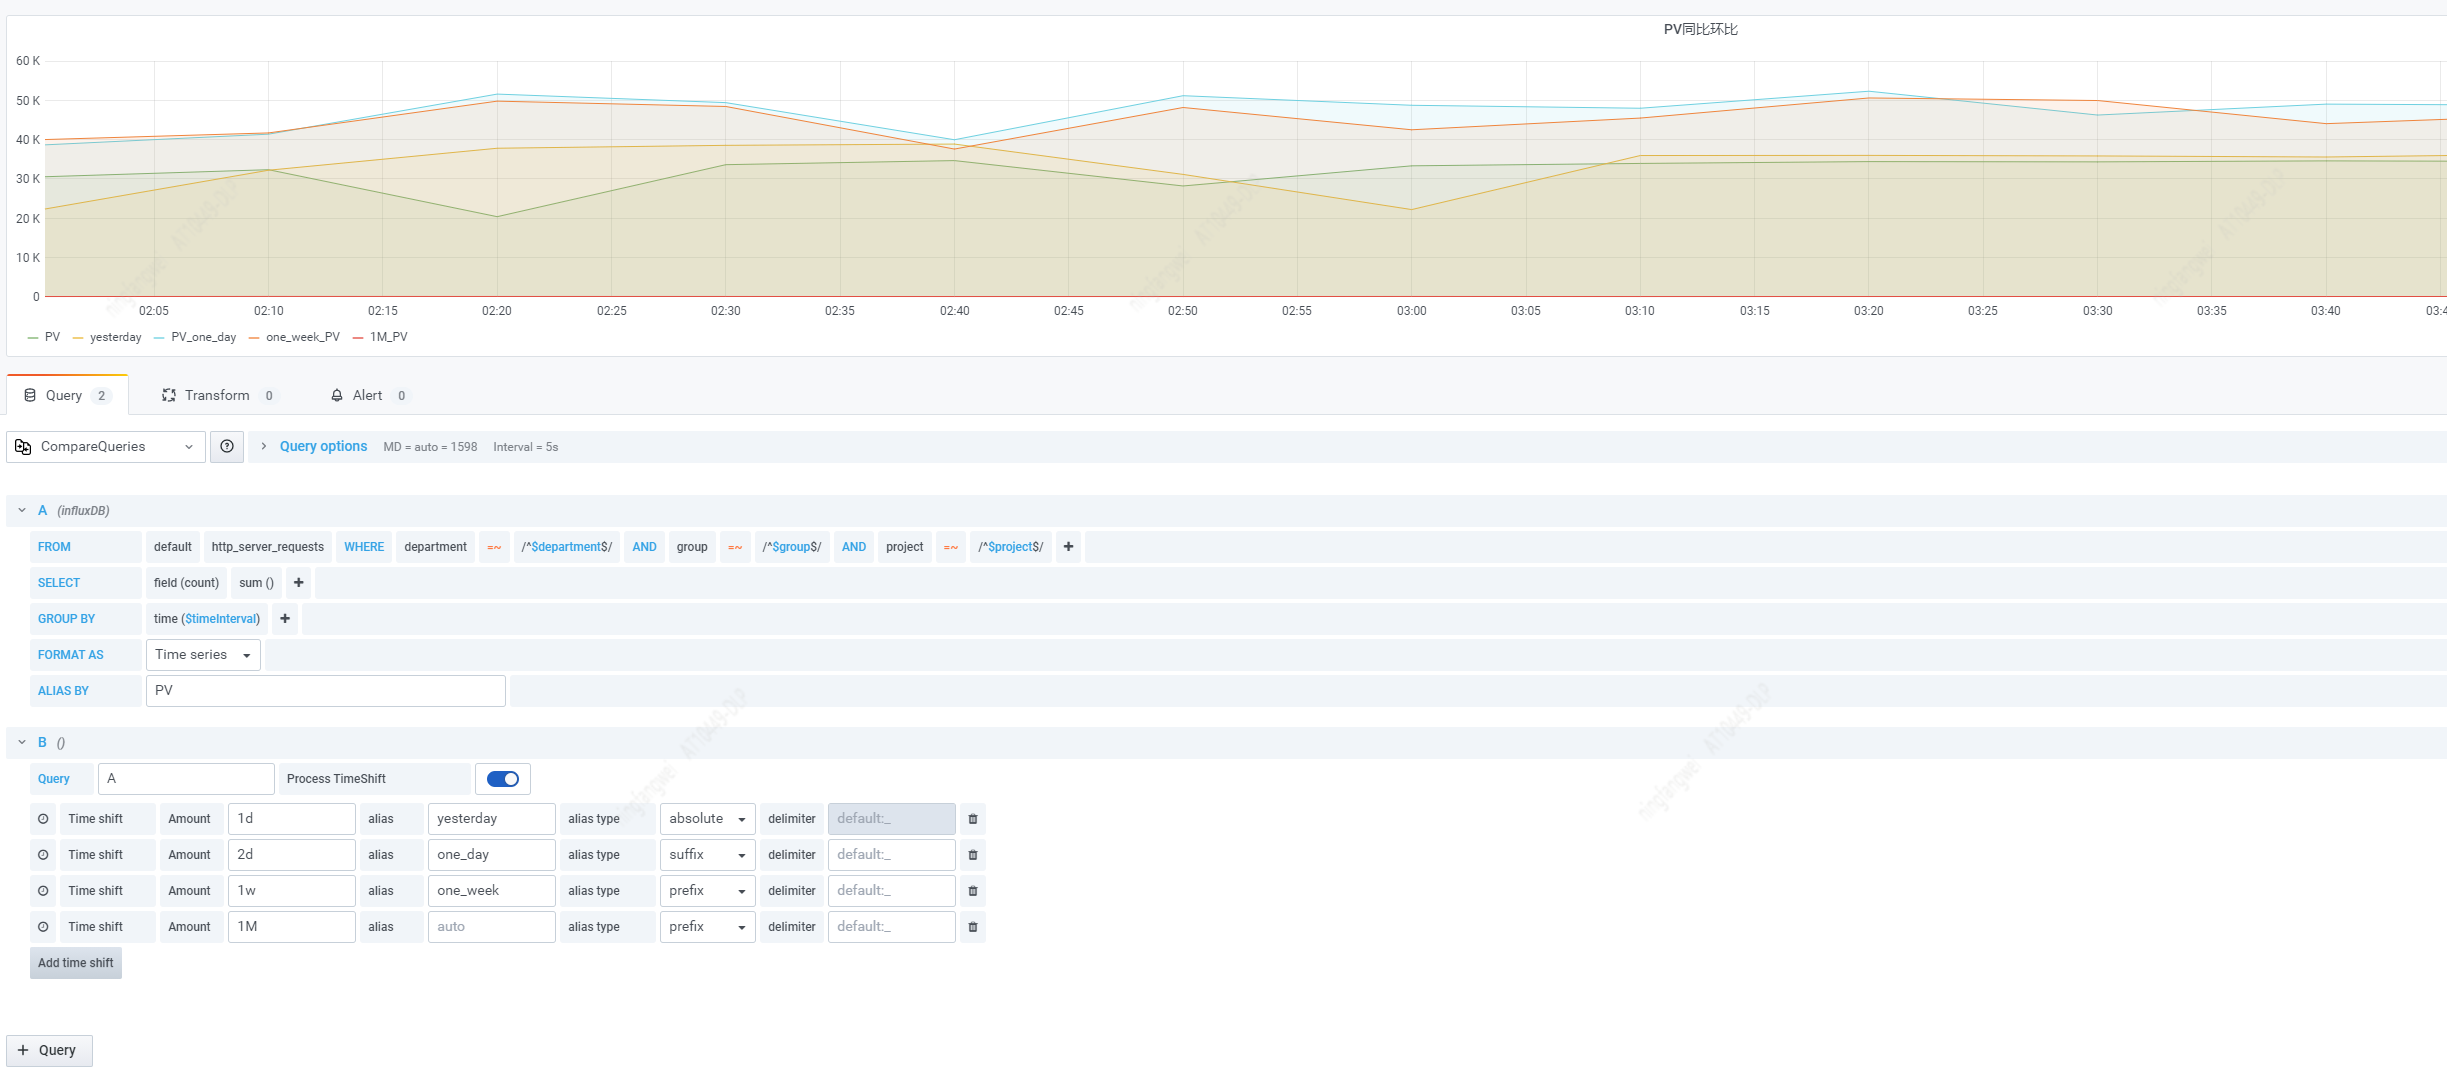 PV同比环比
60 K
50 K
40 K
30 K
20 K
10 K
0
02:05 02:10 02:15 02:20 02:25 02:30 02:35 02:40 02:45 02:50 02:55 03:00 03:05 03:10 03:15 03:20 03:25 03:30 03:35 03:40 03:4
PV yesterday PV_one_day one_week_PV 1M_PV
Query 2 Transform 0 Alert 0
CompareQueries Query options MD = auto = 1598 Interval = 5s
A (influxDB)
FROM default http_server_requests WHERE department =~ /^$department$/ AND group =~ /^$group$/ AND project =~ /^$project$/ +
SELECT field (count) sum () +
GROUP BY time ($timeInterval) +
FORMAT AS Time series
ALIAS BY PV
B ()
Query A Process TimeShift
Time shift Amount 1d alias yesterday alias type absolute delimiter default:_
Time shift Amount 2d alias one_day alias type suffix delimiter default:_
Time shift Amount 1w alias one_week alias type prefix delimiter default:_
Time shift Amount 1M alias auto alias type prefix delimiter default:_
Add time shift
+ Query